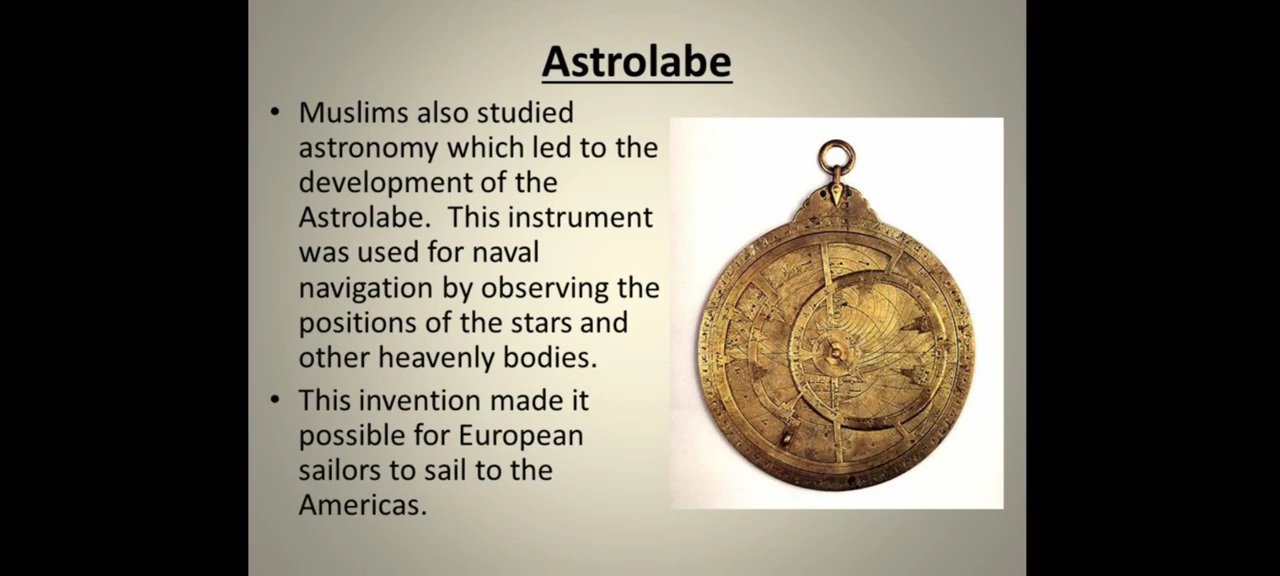 Astrolabe
• Muslims also studied
astronomy which led to the
development of the
Astrolabe.  This instrument
was used for naval
navigation by observing the
positions of the stars and
other heavenly bodies.
• This invention made it
possible for European
sailors to sail to the
Americas.